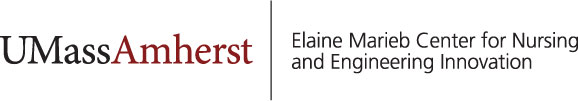 UMassAmherst
Elaine Marieb Center for Nursing
and Engineering Innovation